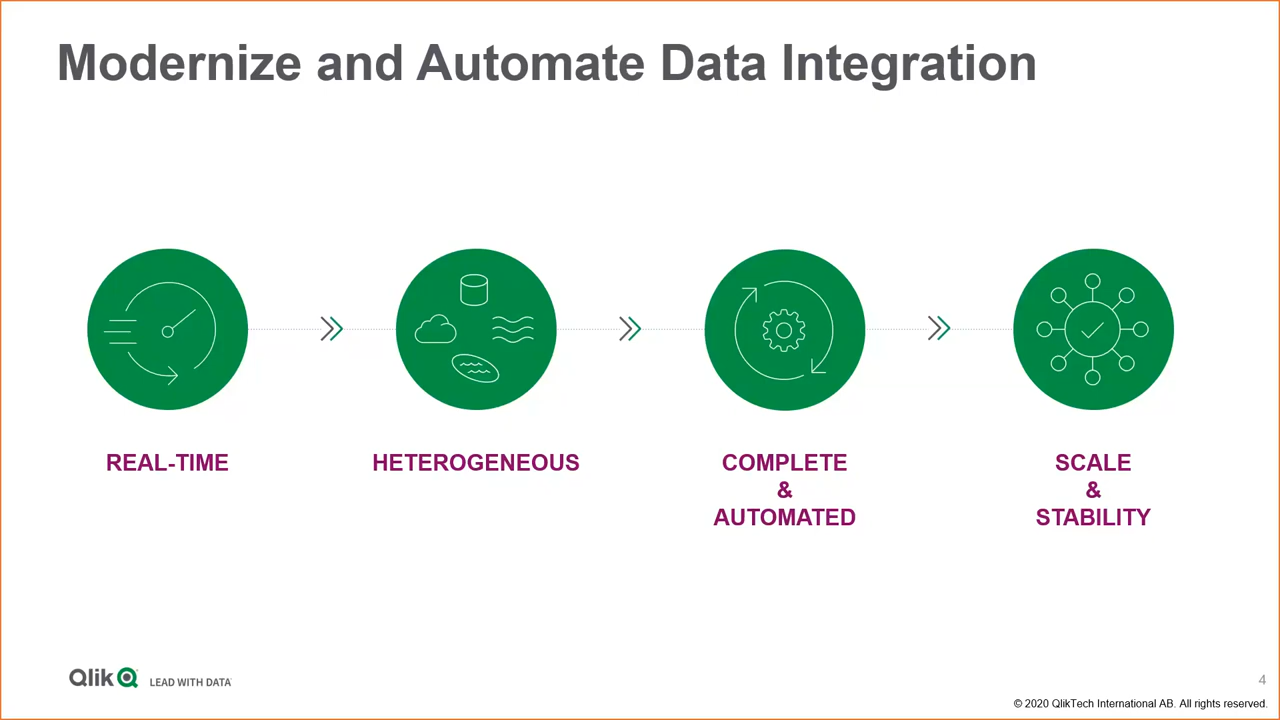 Modernize and Automate Data Integration
REAL-TIME
HETEROGENEOUS
COMPLETE
&
AUTOMATED
SCALE
&
STABILITY
Qlik
LEAD WITH DATA
4
© 2020 QlikTech International AB. All rights reserved.